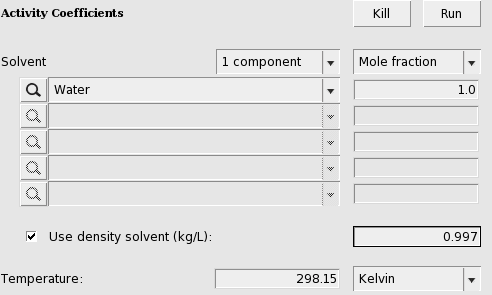 Activity Coefficients Kill Run
Solvent 1 component Mole fraction
Water 1.0
Use density solvent (kg/L): 0.997
Temperature: 298.15 Kelvin